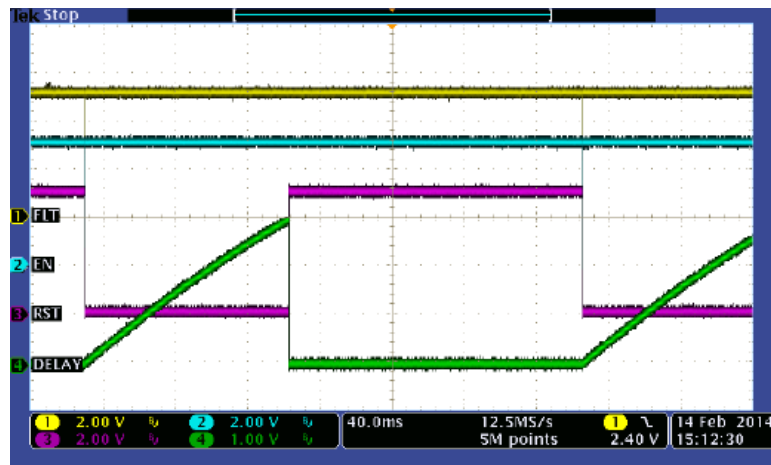 Tek Stop
1 FLT
2 EN
3 RST
4 DELAY
1 2.00 V 2 2.00 V 40.0ms 12.5MS/s 1 14 Feb 2014
3 2.00 V 4 1.00 V 5M points 2.40 V 15:12:30